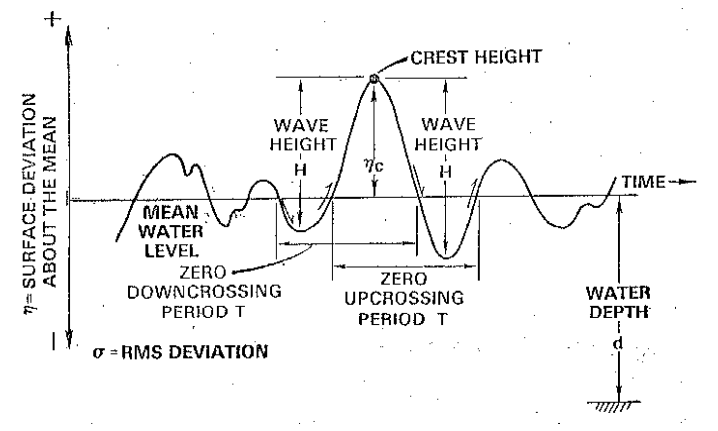 +
CREST HEIGHT
WAVE
HEIGHT
H
ηc
WAVE
HEIGHT
H
η= SURFACE DEVIATION
ABOUT THE MEAN
TIME
MEAN
WATER
LEVEL
ZERO
DOWNCROSSING
PERIOD T
ZERO
UPCROSSING
PERIOD T
WATER
DEPTH
d
−
σ = RMS DEVIATION